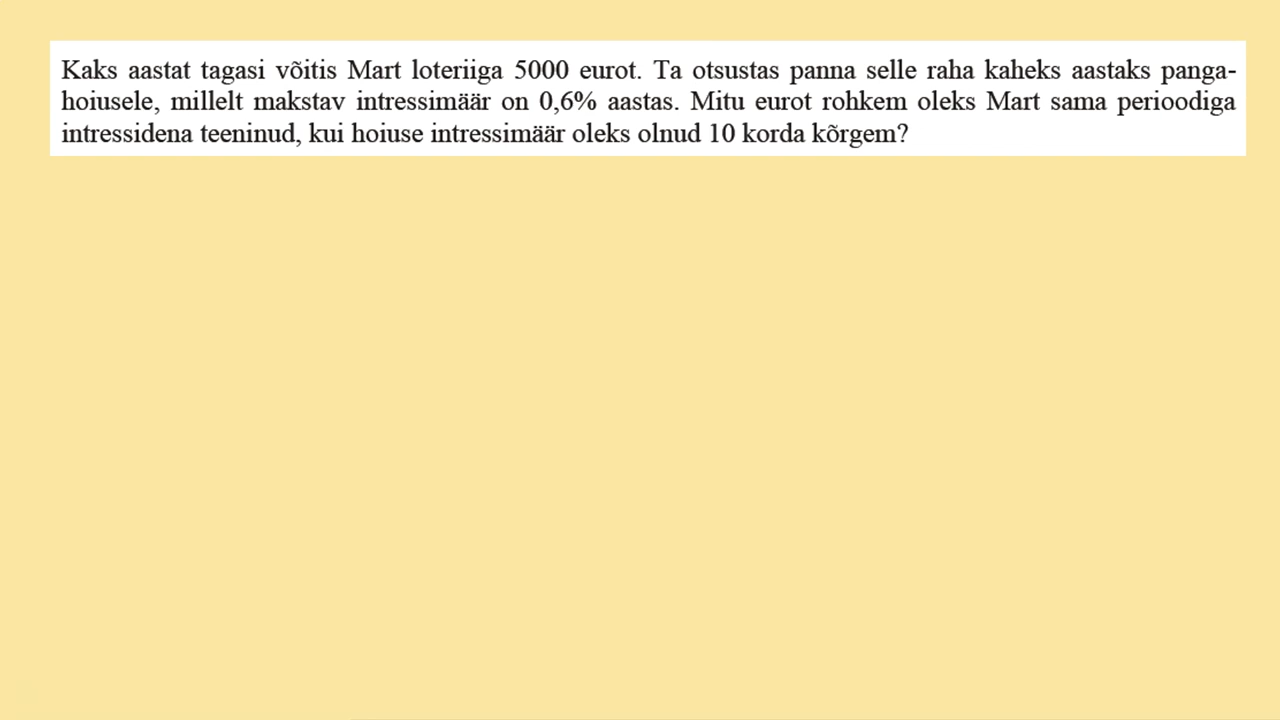 Kaks aastat tagasi võitis Mart loteriiga 5000 eurot. Ta otsustas panna selle raha kaheks aastaks panga-
hoiusele, millelt makstav intressimäär on 0,6% aastas. Mitu eurot rohkem oleks Mart sama perioodiga
intressidena teeninud, kui hoiuse intressimäär oleks olnud 10 korda kõrgem?